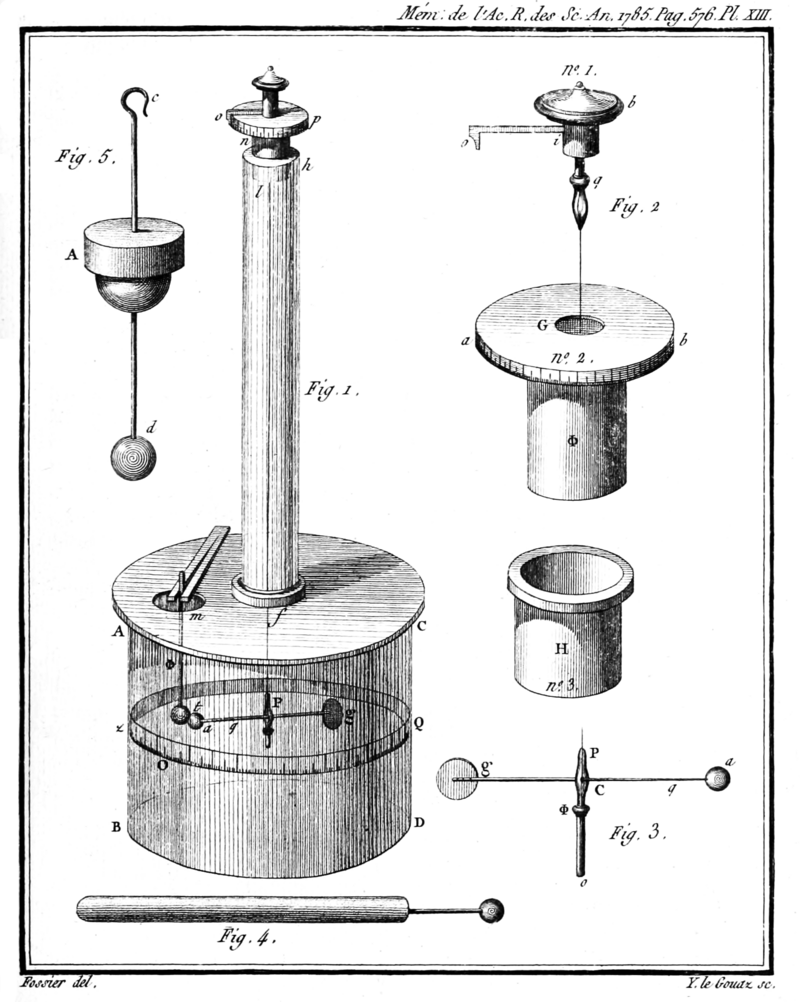 Mém. de l'Ac. R. des Sc. An. 1785. Pag. 576. Pl. XIII.
c
Fig. 5.
A
d
o
p
n
h
l
Fig. 1.
m
f
A
C
Φ
P
t
a
q
g
z
Q
O
B
D
Fig. 4.
nº. 1.
b
o
i
q
Fig. 2
G
a
b
nº. 2.
Φ
H
nº. 3.
P
g
a
C
q
Φ
Fig. 3.
o
Fossier del.
Y. le Gouaz sc.